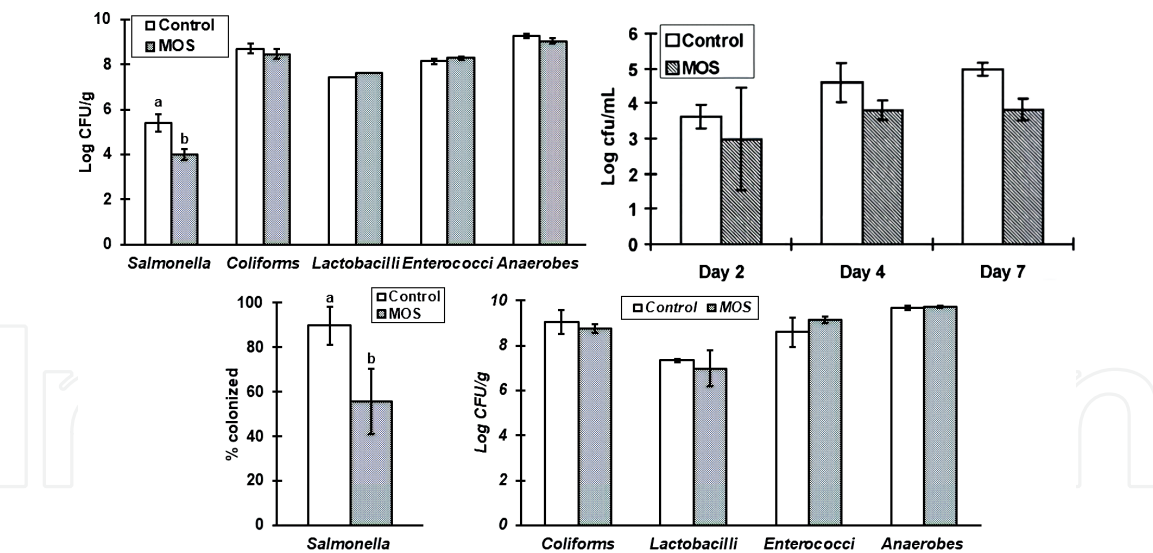 Control
MOS
10
8
6
4
2
0
Log CFU/g
a
b
Salmonella Coliforms Lactobacilli Enterococci Anaerobes
Control
MOS
6
5
4
3
2
1
0
Log cfu/mL
Day 2 Day 4 Day 7
Control
MOS
100
80
60
40
20
0
% colonized
a
b
Salmonella
Control MOS
10
8
6
4
2
0
Log CFU/g
Coliforms Lactobacilli Enterococci Anaerobes